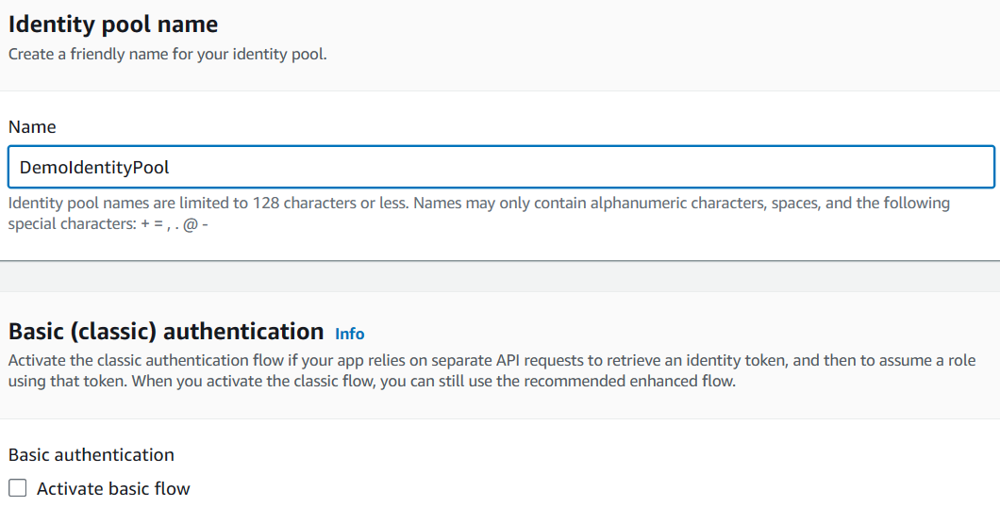 Identity pool name
Create a friendly name for your identity pool.
Name
DemoIdentityPool
Identity pool names are limited to 128 characters or less. Names may only contain alphanumeric characters, spaces, and the following
special characters: + = , . @ -
Basic (classic) authentication Info
Activate the classic authentication flow if your app relies on separate API requests to retrieve an identity token, and then to assume a role
using that token. When you activate the classic flow, you can still use the recommended enhanced flow.
Basic authentication
Activate basic flow